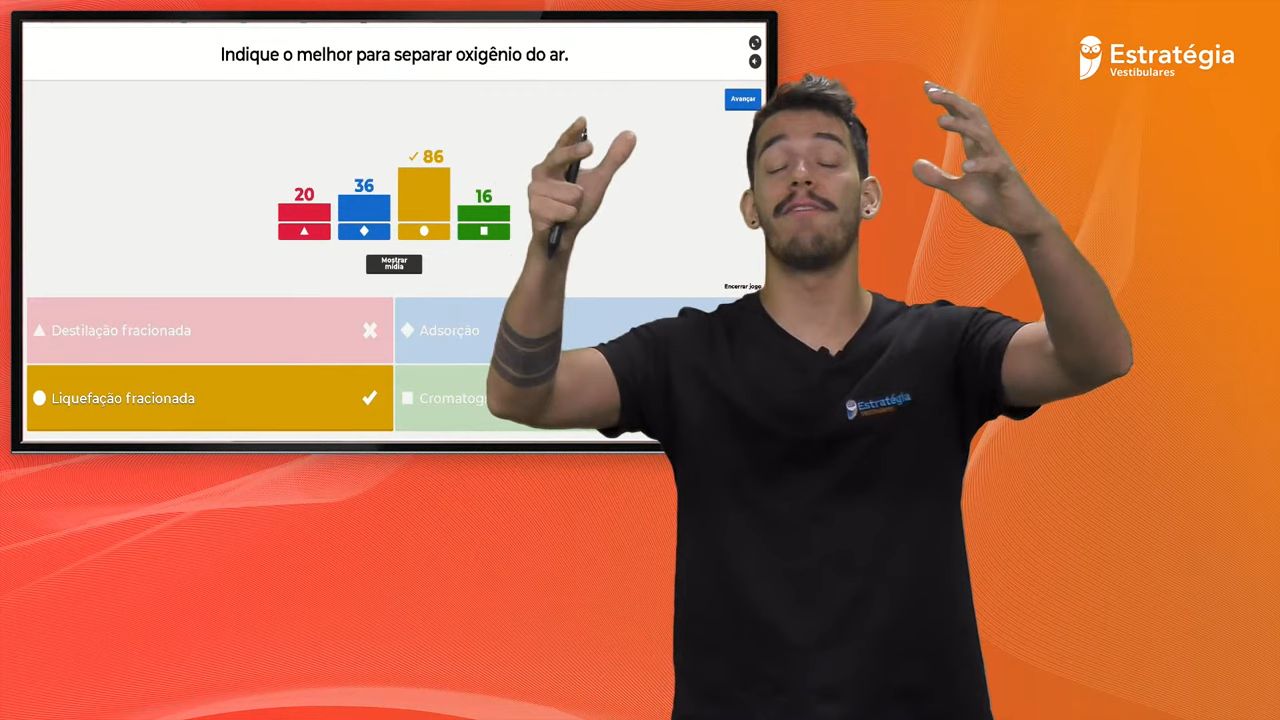 Indique o melhor para separar oxigênio do ar.
Estratégia
Vestibulares
Avançar
✓ 86
36
20
16
Mostrar
mídia
Encerrar jogo
Destilação fracionada
Adsorção
Liquefação fracionada
Estratégia